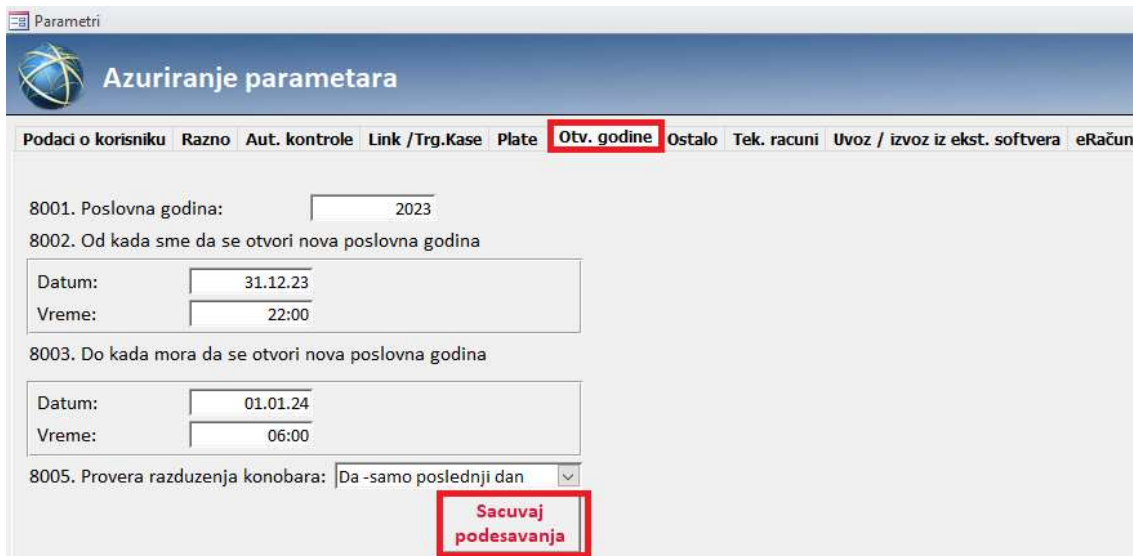 Parametri
Azuriranje parametara
Podaci o korisniku Razno Aut. kontrole Link /Trg.Kase Plate Otv. godine Ostalo Tek. racuni Uvoz / izvoz iz ekst. softvera eRačun
8001. Poslovna godina: 2023
8002. Od kada sme da se otvori nova poslovna godina
Datum: 31.12.23
Vreme: 22:00
8003. Do kada mora da se otvori nova poslovna godina
Datum: 01.01.24
Vreme: 06:00
8005. Provera razduzenja konobara: Da -samo poslednji dan
Sacuvaj
podesavanja